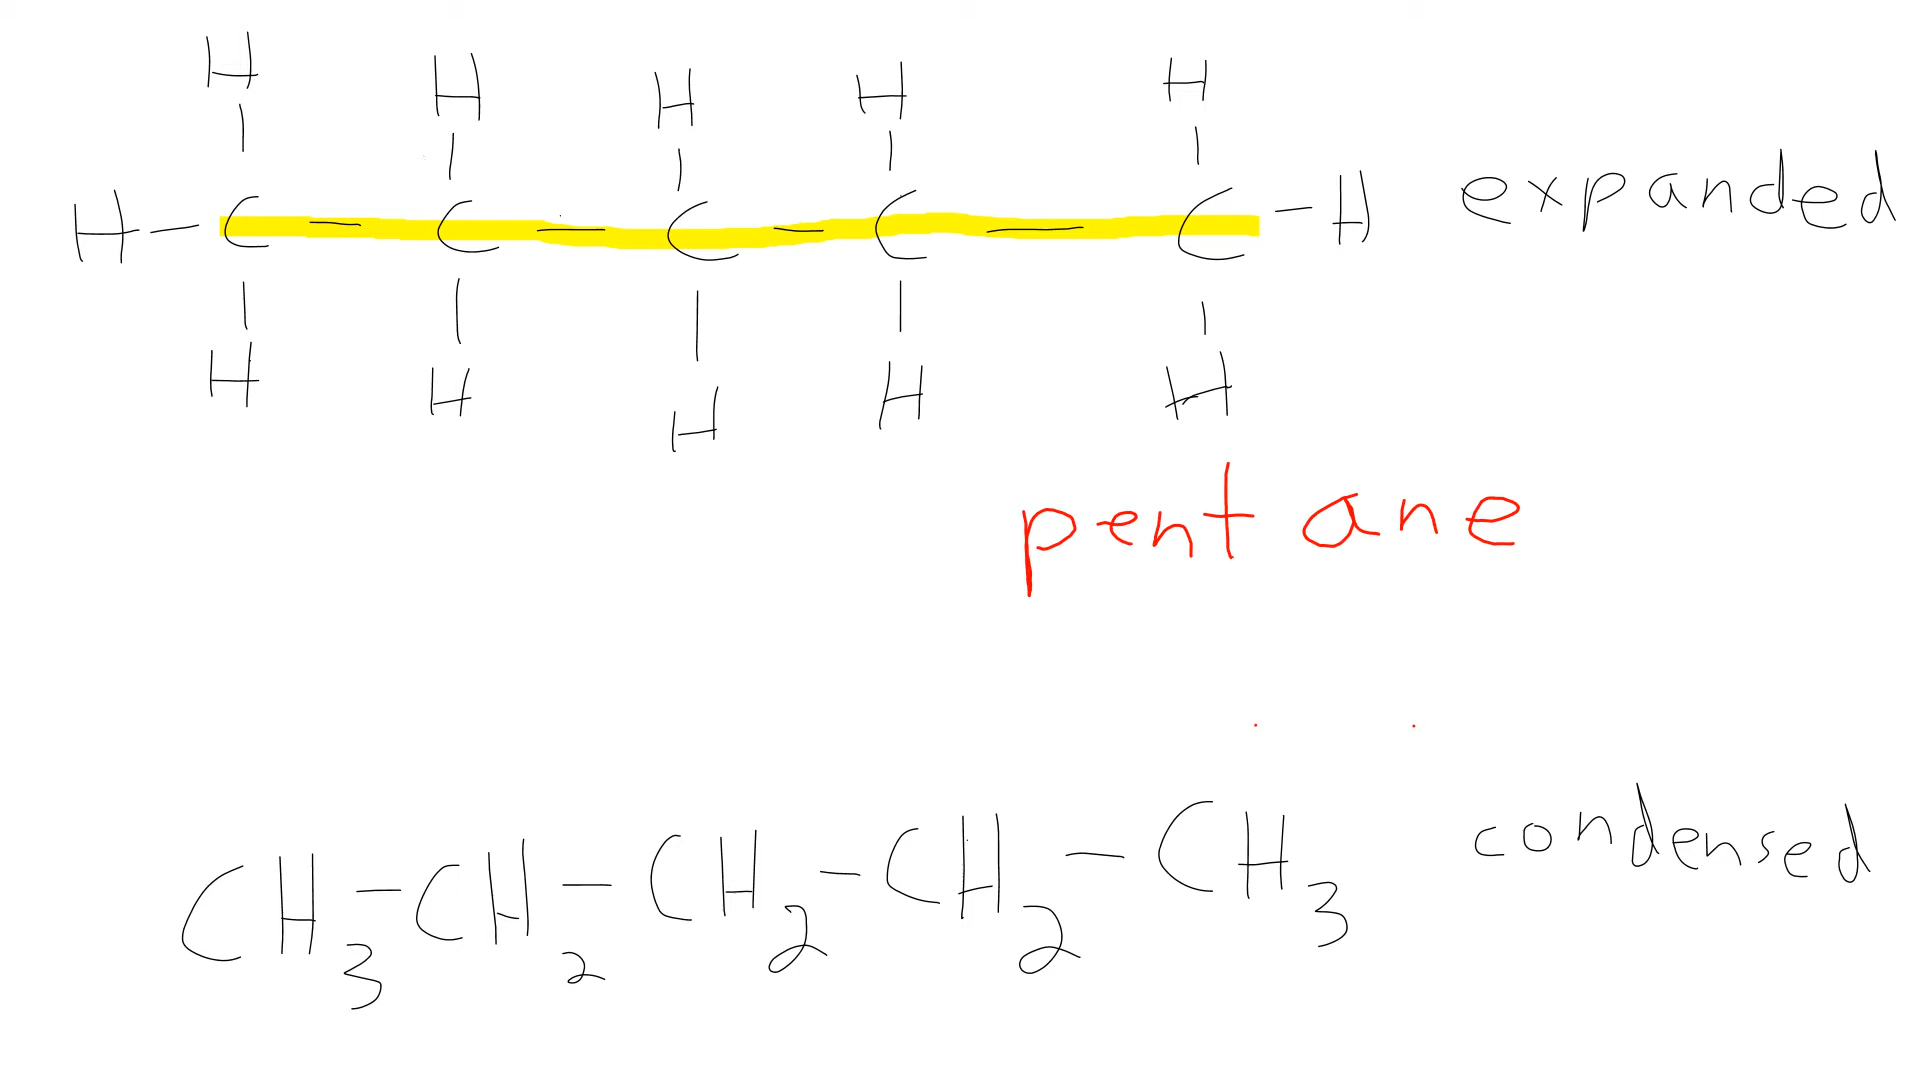 H H H H H
H-C-C-C-C-C-H expanded
H H H H H
pentane
CH3-CH2-CH2-CH2-CH3 condensed